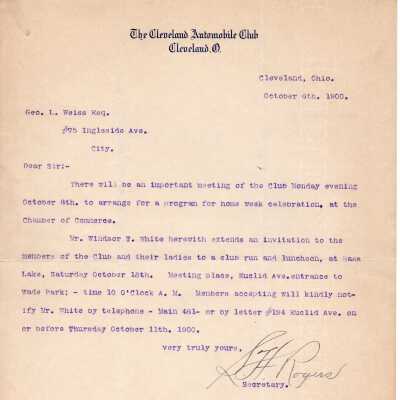 The Cleveland Automobile Club
Cleveland, O.
Cleveland, Ohio.
October 6th. 1900.
Geo. L. Weiss Esq.
#75 Ingleside Ave.
City.
Dear Sir:-
There will be an important meeting of the Club Monday evening
October 8th. to arrange for a program for home week celebration, at the
Chamber of Commerce.
Mr. Windsor T. White herewith extends an invitation to the
members of the Club and their ladies to a club run and luncheon, at
Lake, Saturday October 13th. Meeting place, Euclid Ave. entrance to
Wade Park; - time 10 O'Clock A. M. Members accepting will kindly not-
ify Mr. White by telephone - Main 461- or by letter #194 Euclid Ave. on
or before Thursday October 11th. 1900.
Very truly yours,
Rogers
Secretary.